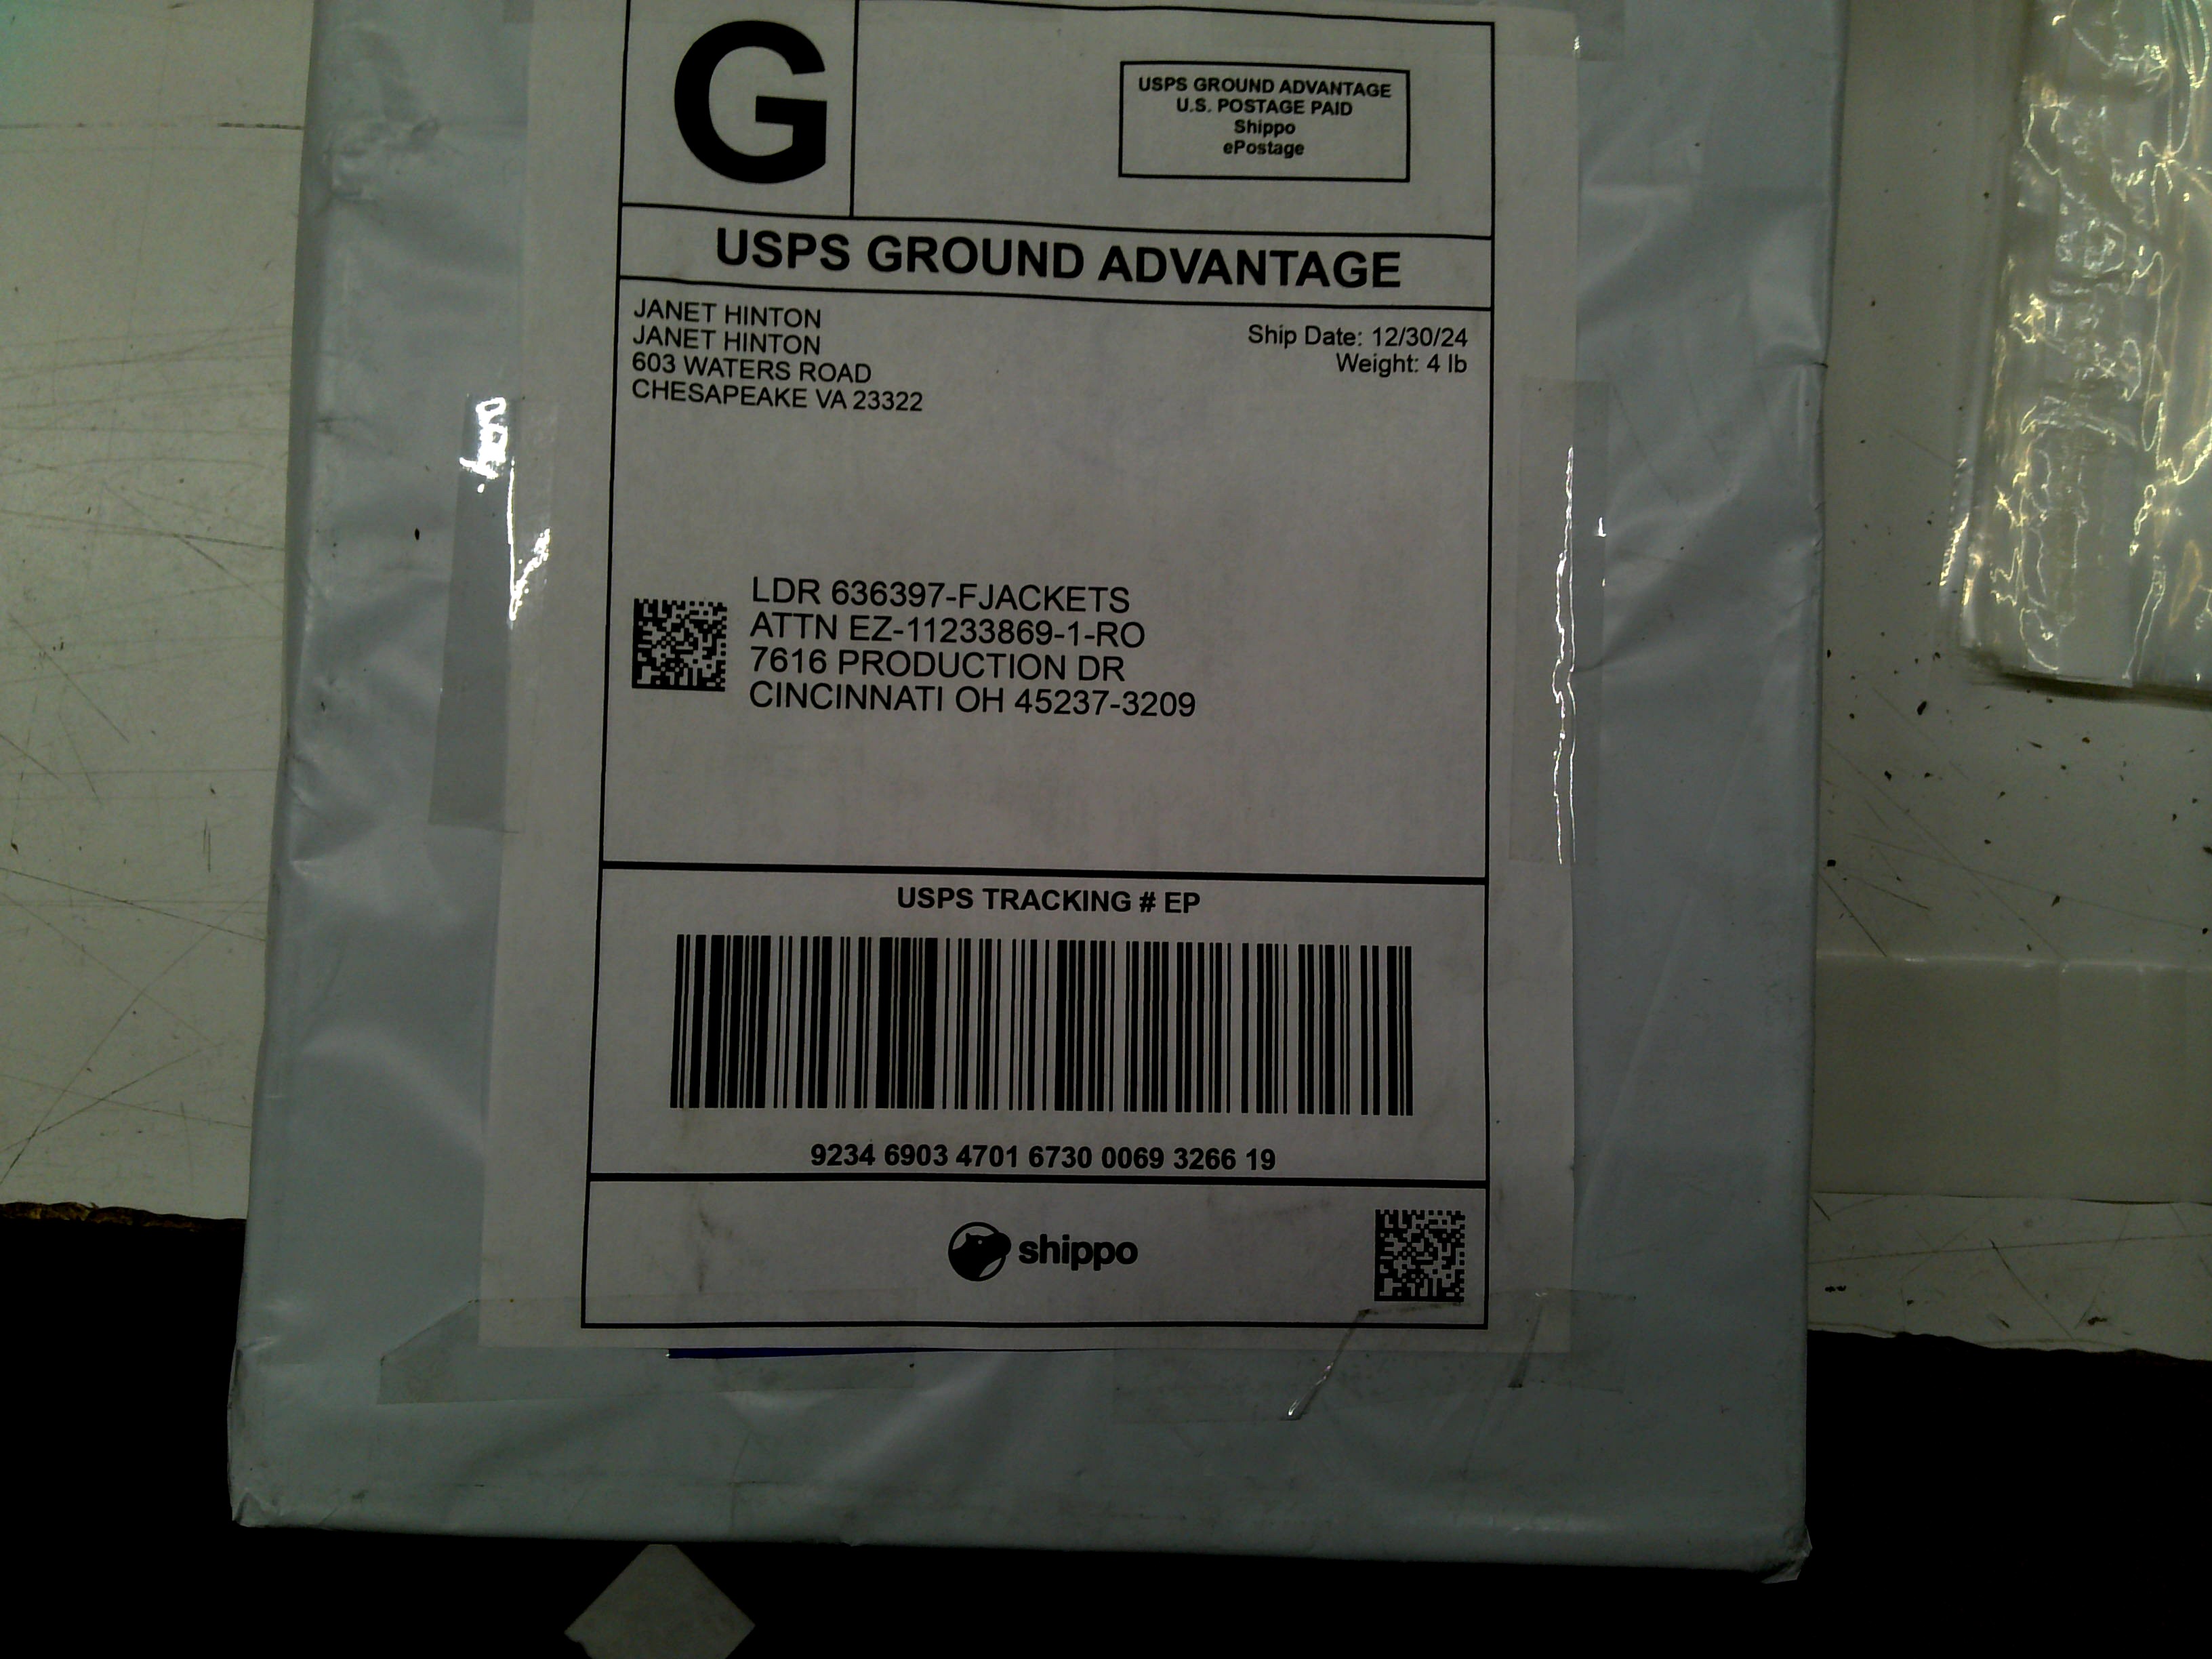 G
USPS GROUND ADVANTAGE
U.S. POSTAGE PAID
Shippo
ePostage
USPS GROUND ADVANTAGE
JANET HINTON
JANET HINTON
603 WATERS ROAD
CHESAPEAKE VA 23322
Ship Date: 12/30/24
Weight: 4 lb
LDR 636397-FJACKETS
ATTN EZ-11233869-1-RO
7616 PRODUCTION DR
CINCINNATI OH 45237-3209
USPS TRACKING # EP
9234 6903 4701 6730 0069 3266 19
shippo